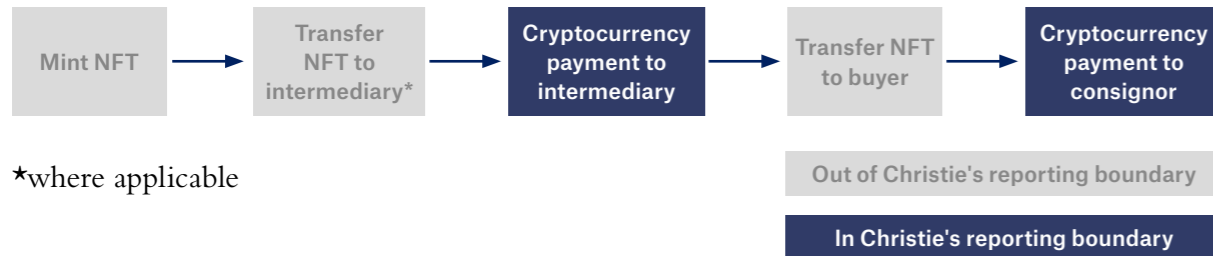 Mint NFT
Transfer
NFT to
intermediary*
Cryptocurrency
payment to
intermediary
Transfer NFT
to buyer
Cryptocurrency
payment to
consignor
*where applicable
Out of Christie's reporting boundary
In Christie's reporting boundary